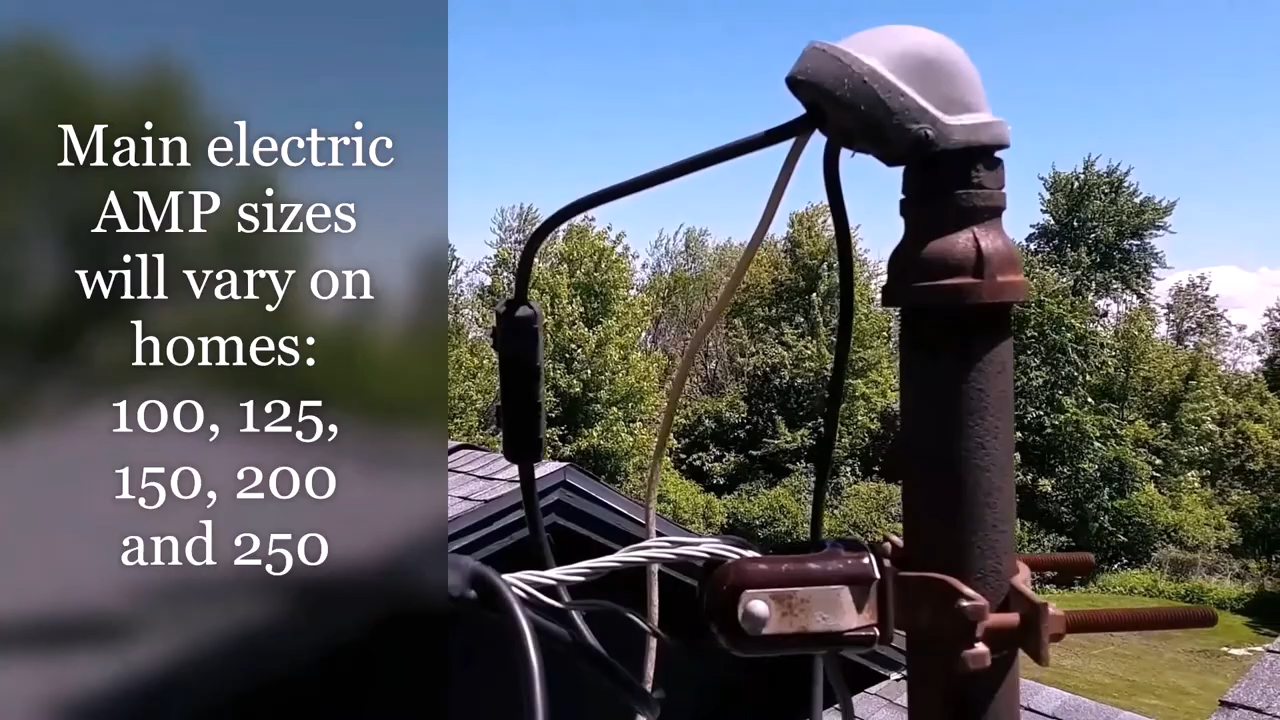 Main electric
AMP sizes
will vary on
homes:
100, 125,
150, 200
and 250